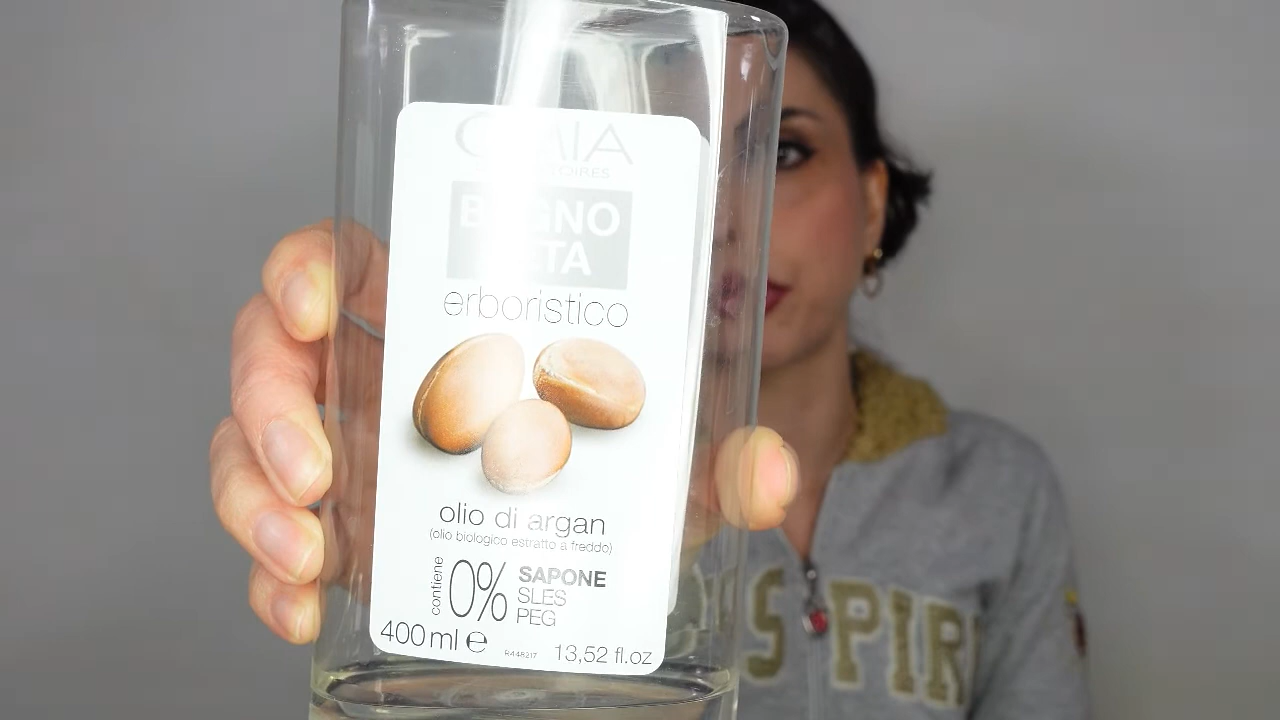 erboristico
olio di argan
(olio biologico estratto a freddo)
contiene
0%
SAPONE
SLES
PEG
400 ml e
13,52 fl.oz
SPIR